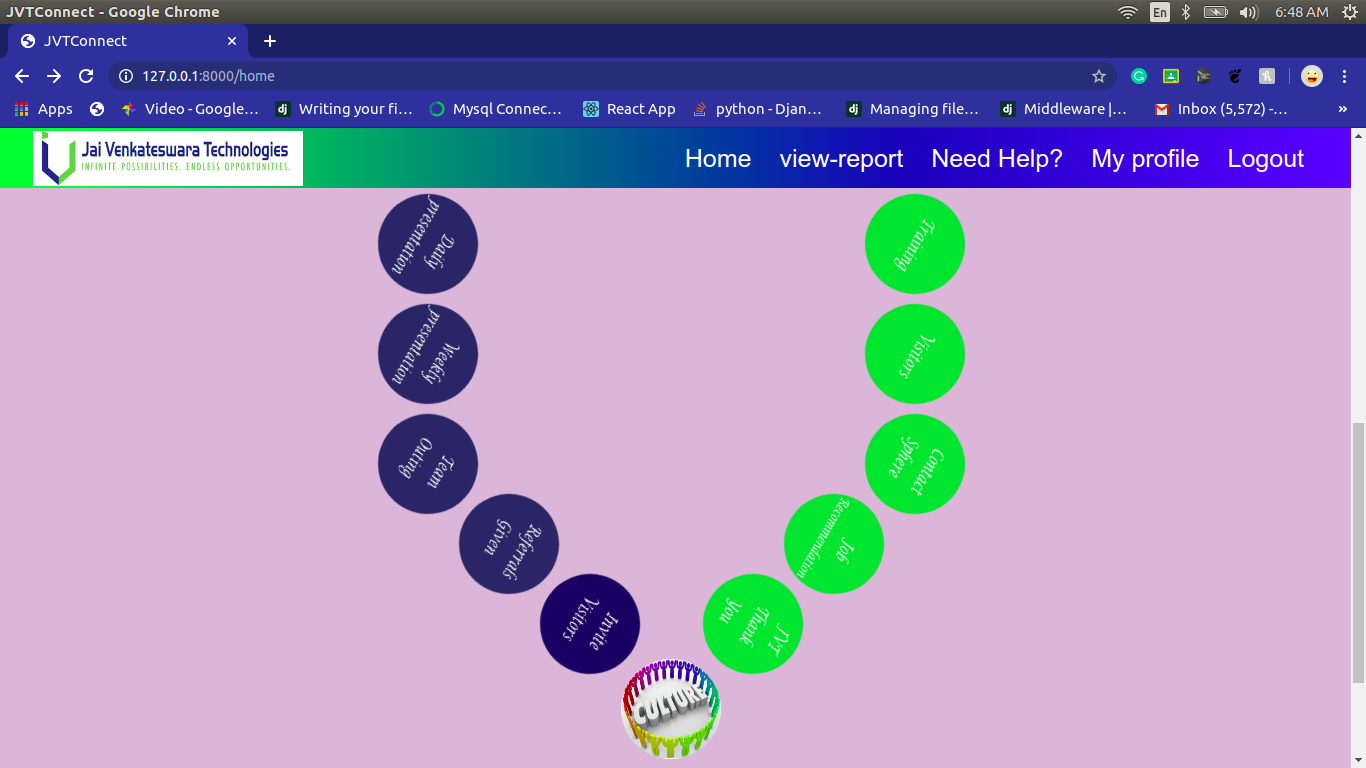 JVTConnect - Google Chrome
En
6:48 AM
JVTConnect
127.0.0.1:8000/home
Apps
Video - Google…
Writing your fi…
Mysql Connec…
React App
python - Djan…
Managing file…
Middleware |…
Inbox (5,572) -…
»
Jai Venkateswara Technologies
INFINITE POSSIBILITIES. ENDLESS OPPORTUNITIES.
Home
view-report
Need Help?
My profile
Logout
Daily
presentation
Training
Weekly
presentation
Visitors
Team
Outing
Contact
Sphere
Referrals
Given
Job
Recommendation
Invite
Visitors
JVT
Thank
You
CULTURE